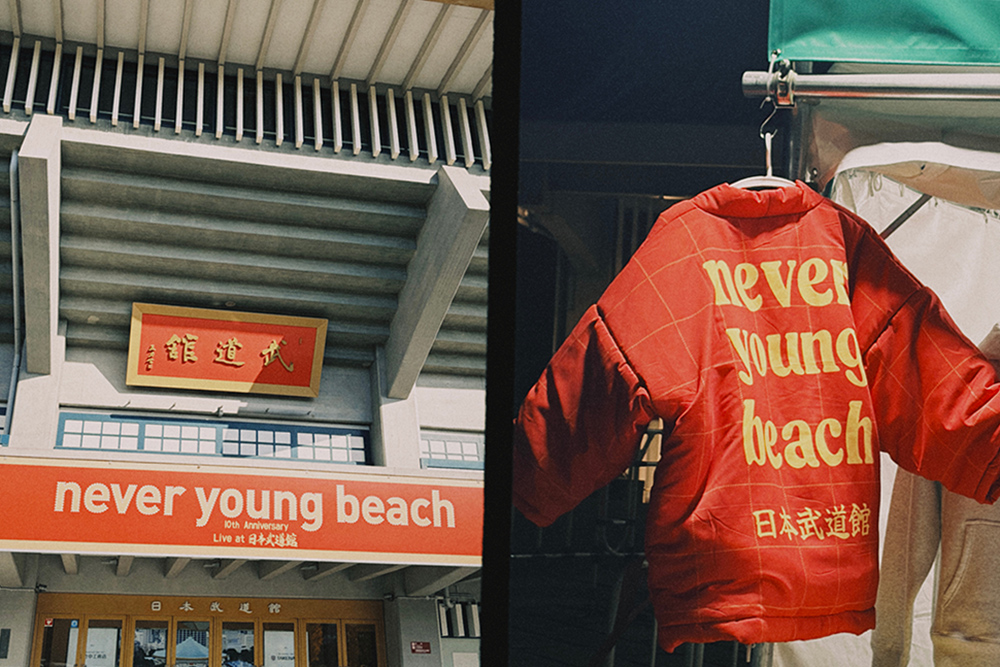 武道館
never young beach
10th Anniversary
Live at 日本武道館
日本武道館
never
young
beach
日本武道館